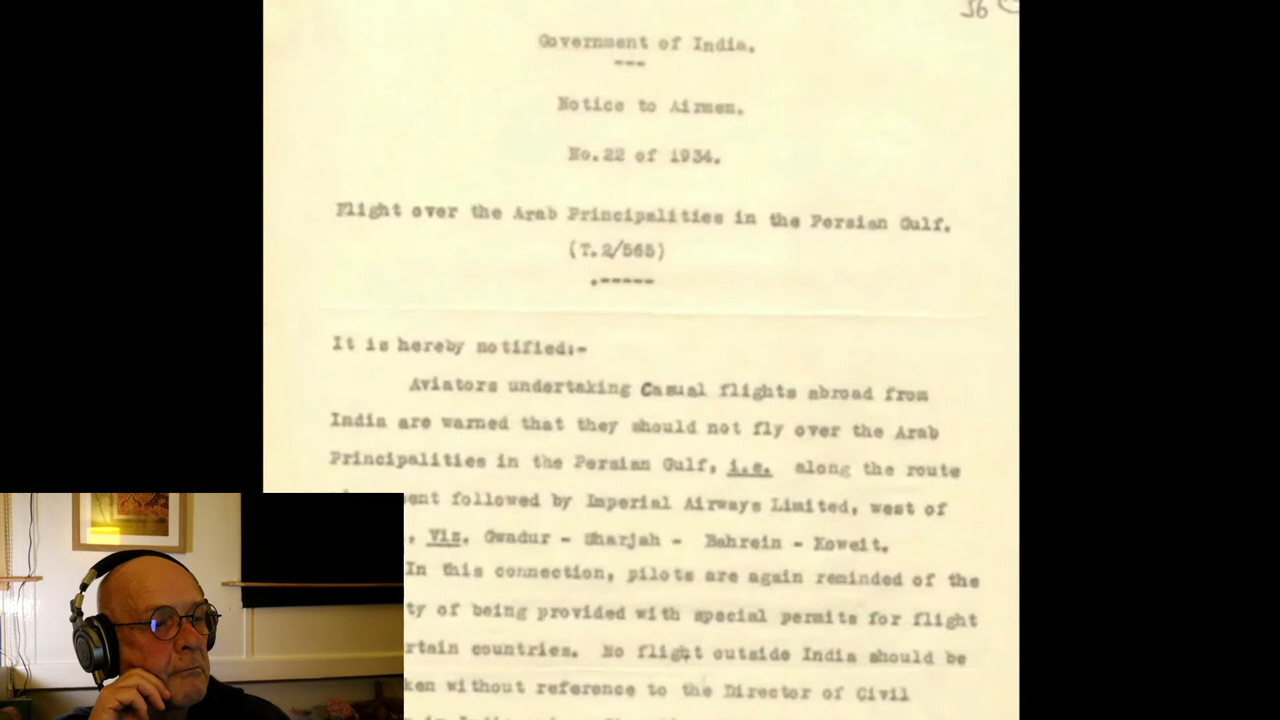 36
Government of India.
---
Notice to Airmen.
No.22 of 1934.
Flight over the Arab Principalities in the Persian Gulf.
(T.2/565)
.-----
It is hereby notified:-
Aviators undertaking Casual flights abroad from
India are warned that they should not fly over the Arab
Principalities in the Persian Gulf, i.e. along the route
followed by Imperial Airways Limited, west of
, Viz. Gwadur - Sharjah - Bahrein - Koweit.
In this connection, pilots are again reminded of the
ty of being provided with special permits for flight
rtain countries. No flight outside India should be
ken without reference to the Director of Civil